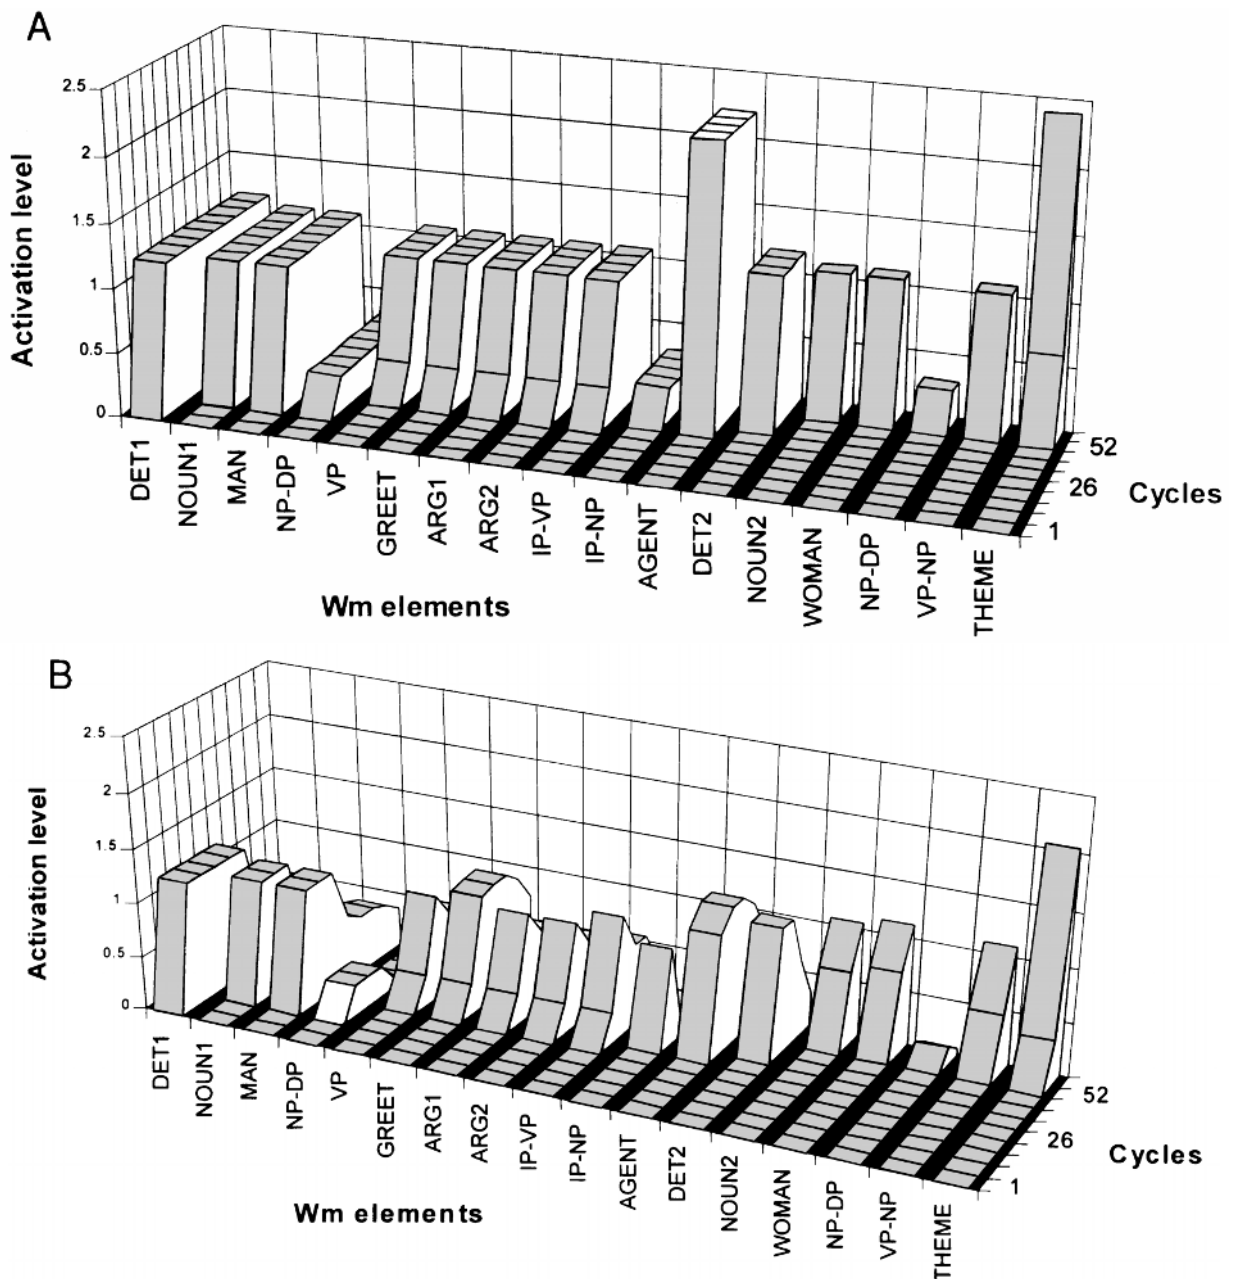 A
2.5
2
1.5
1
0.5
0
Activation level
DET1
NOUN1
MAN
NP-DP
VP
GREET
ARG1
ARG2
IP-VP
IP-NP
AGENT
DET2
NOUN2
WOMAN
NP-DP
VP-NP
THEME
52
26
1
Cycles
Wm elements
B
2.5
2
1.5
1
0.5
0
Activation level
DET1
NOUN1
MAN
NP-DP
VP
GREET
ARG1
ARG2
IP-VP
IP-NP
AGENT
DET2
NOUN2
WOMAN
NP-DP
VP-NP
THEME
52
26
1
Cycles
Wm elements